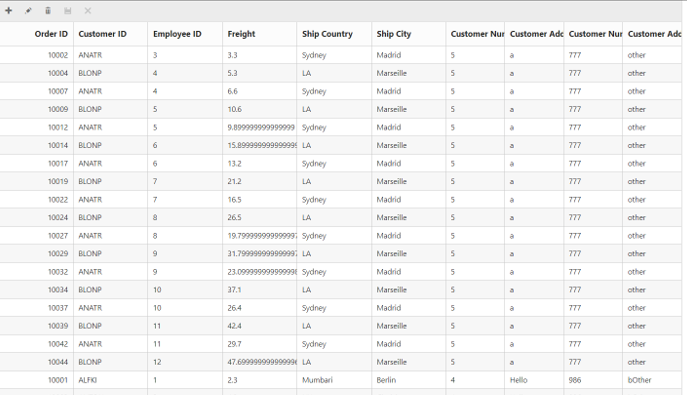 Order ID Customer ID Employee ID Freight Ship Country Ship City Customer Nur Customer Adc Customer Nur Customer Adc
10002 ANATR 3 3.3 Sydney Madrid 5 a 777 other
10004 BLONP 4 5.3 LA Marseille 5 a 777 other
10007 ANATR 4 6.6 Sydney Madrid 5 a 777 other
10009 BLONP 5 10.6 LA Marseille 5 a 777 other
10012 ANATR 5 9.899999999999999 Sydney Madrid 5 a 777 other
10014 BLONP 6 15.899999999999999 LA Marseille 5 a 777 other
10017 ANATR 6 13.2 Sydney Madrid 5 a 777 other
10019 BLONP 7 21.2 LA Marseille 5 a 777 other
10022 ANATR 7 16.5 Sydney Madrid 5 a 777 other
10024 BLONP 8 26.5 LA Marseille 5 a 777 other
10027 ANATR 8 19.799999999999997 Sydney Madrid 5 a 777 other
10029 BLONP 9 31.799999999999997 LA Marseille 5 a 777 other
10032 ANATR 9 23.099999999999998 Sydney Madrid 5 a 777 other
10034 BLONP 10 37.1 LA Marseille 5 a 777 other
10037 ANATR 10 26.4 Sydney Madrid 5 a 777 other
10039 BLONP 11 42.4 LA Marseille 5 a 777 other
10042 ANATR 11 29.7 Sydney Madrid 5 a 777 other
10044 BLONP 12 47.699999999999996 LA Marseille 5 a 777 other
10001 ALFKI 1 2.3 Mumbari Berlin 4 Hello 986 bOther